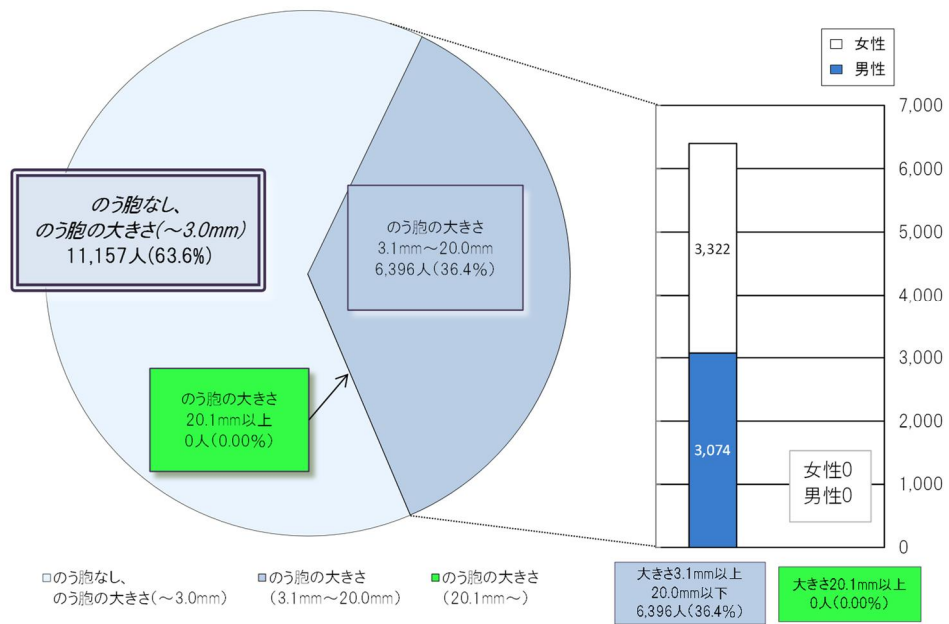 女性
男性
のう胞なし、
のう胞の大きさ(～3.0mm)
11,157人(63.6%)
のう胞の大きさ
3.1mm～20.0mm
6,396人(36.4%)
のう胞の大きさ
20.1mm以上
0人(0.00%)
7,000
6,000
5,000
4,000
3,000
2,000
1,000
0
3,322
3,074
女性0
男性0
のう胞なし、
のう胞の大きさ(～3.0mm)
のう胞の大きさ
(3.1mm～20.0mm)
のう胞の大きさ
(20.1mm～)
大きさ3.1mm以上
20.0mm以下
6,396人(36.4%)
大きさ20.1mm以上
0人(0.00%)